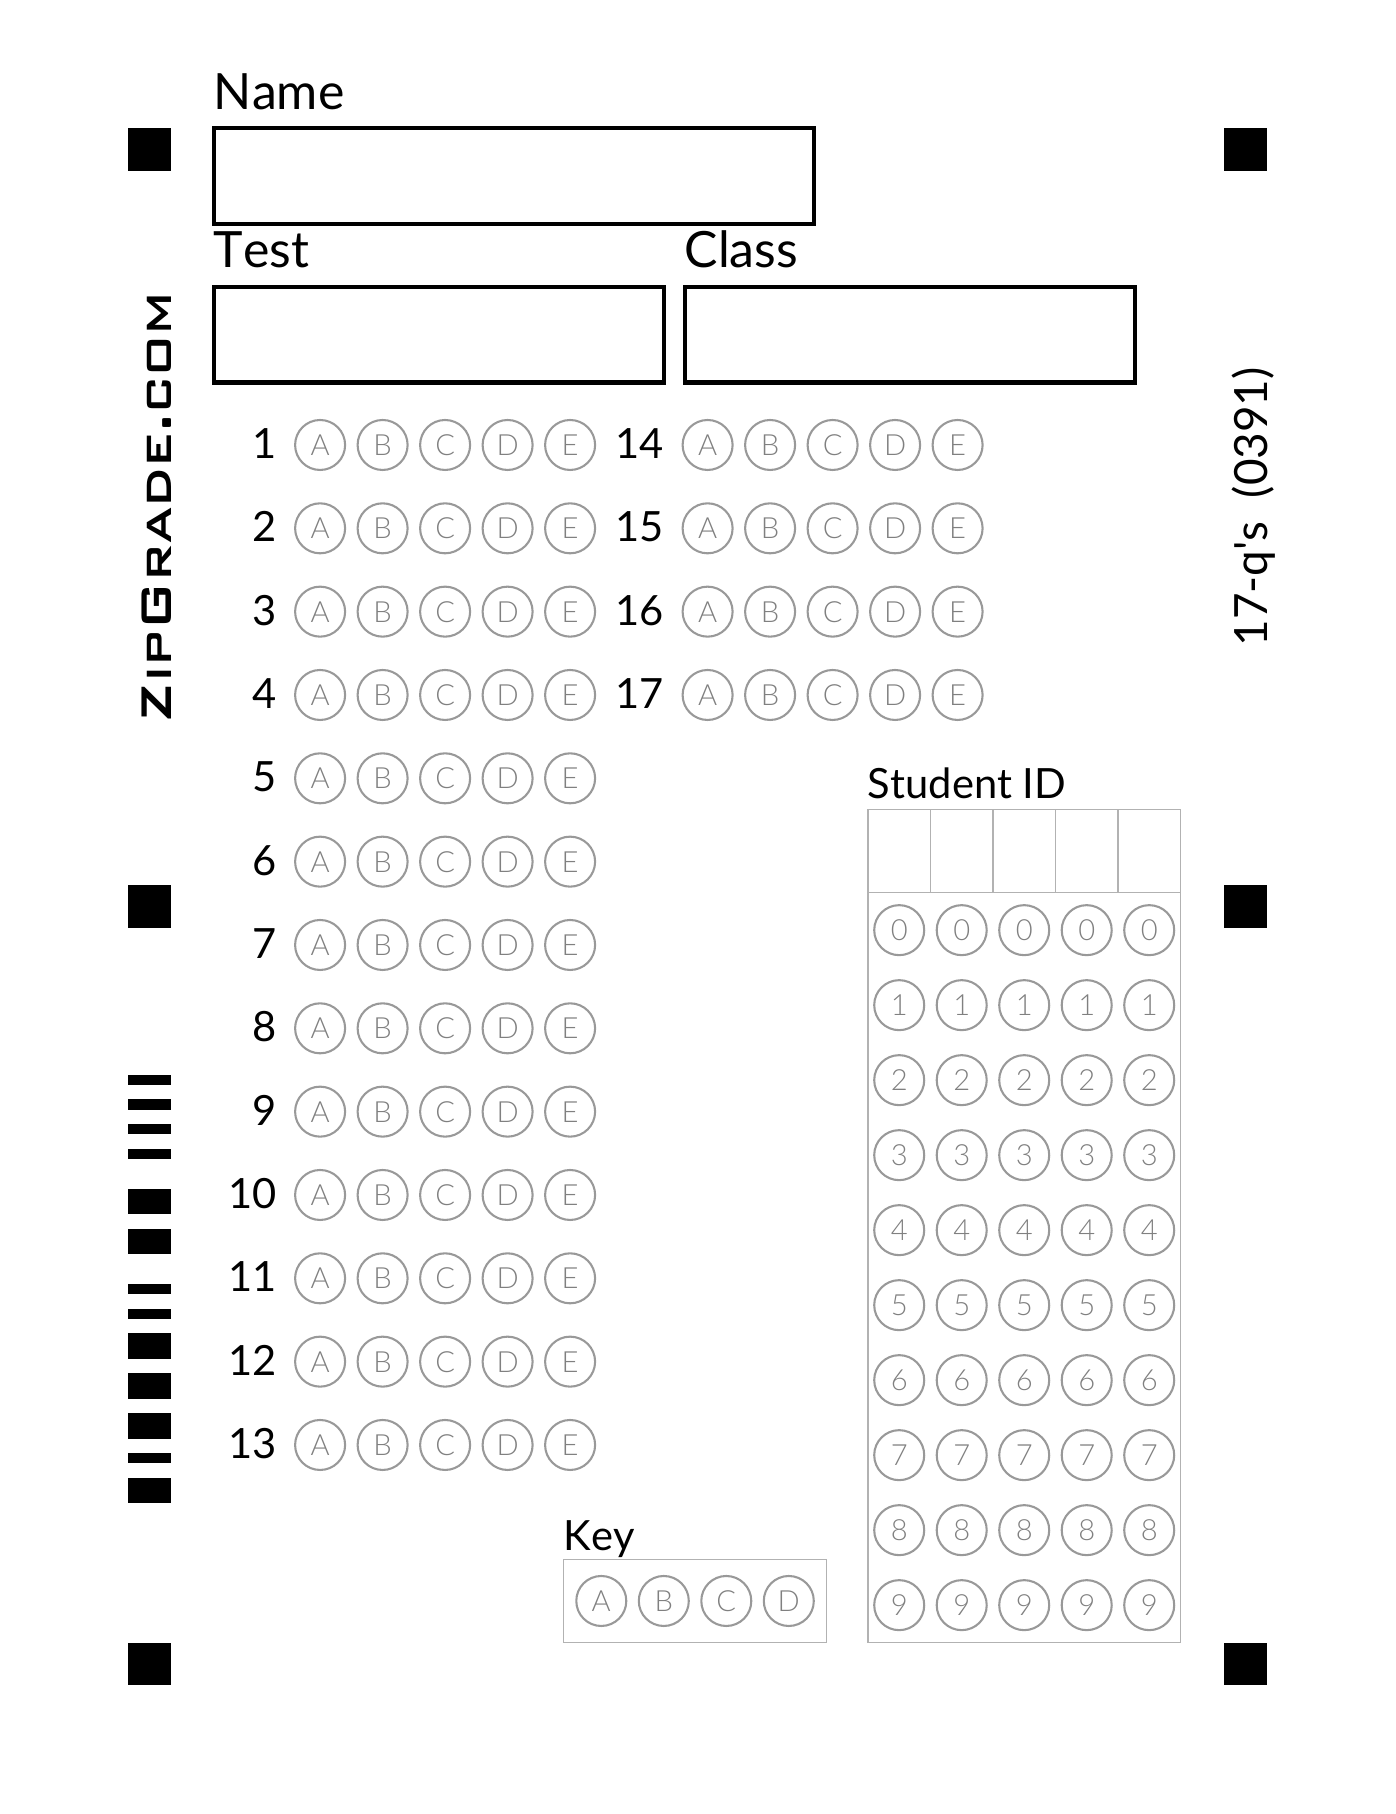 Name
Test Class
ZIPGRADE.COM
17-q's (0391)
1 A B C D E
2 A B C D E
3 A B C D E
4 A B C D E
5 A B C D E
6 A B C D E
7 A B C D E
8 A B C D E
9 A B C D E
10 A B C D E
11 A B C D E
12 A B C D E
13 A B C D E
14 A B C D E
15 A B C D E
16 A B C D E
17 A B C D E
Student ID
0 0 0 0 0
1 1 1 1 1
2 2 2 2 2
3 3 3 3 3
4 4 4 4 4
5 5 5 5 5
6 6 6 6 6
7 7 7 7 7
8 8 8 8 8
9 9 9 9 9
Key
A B C D